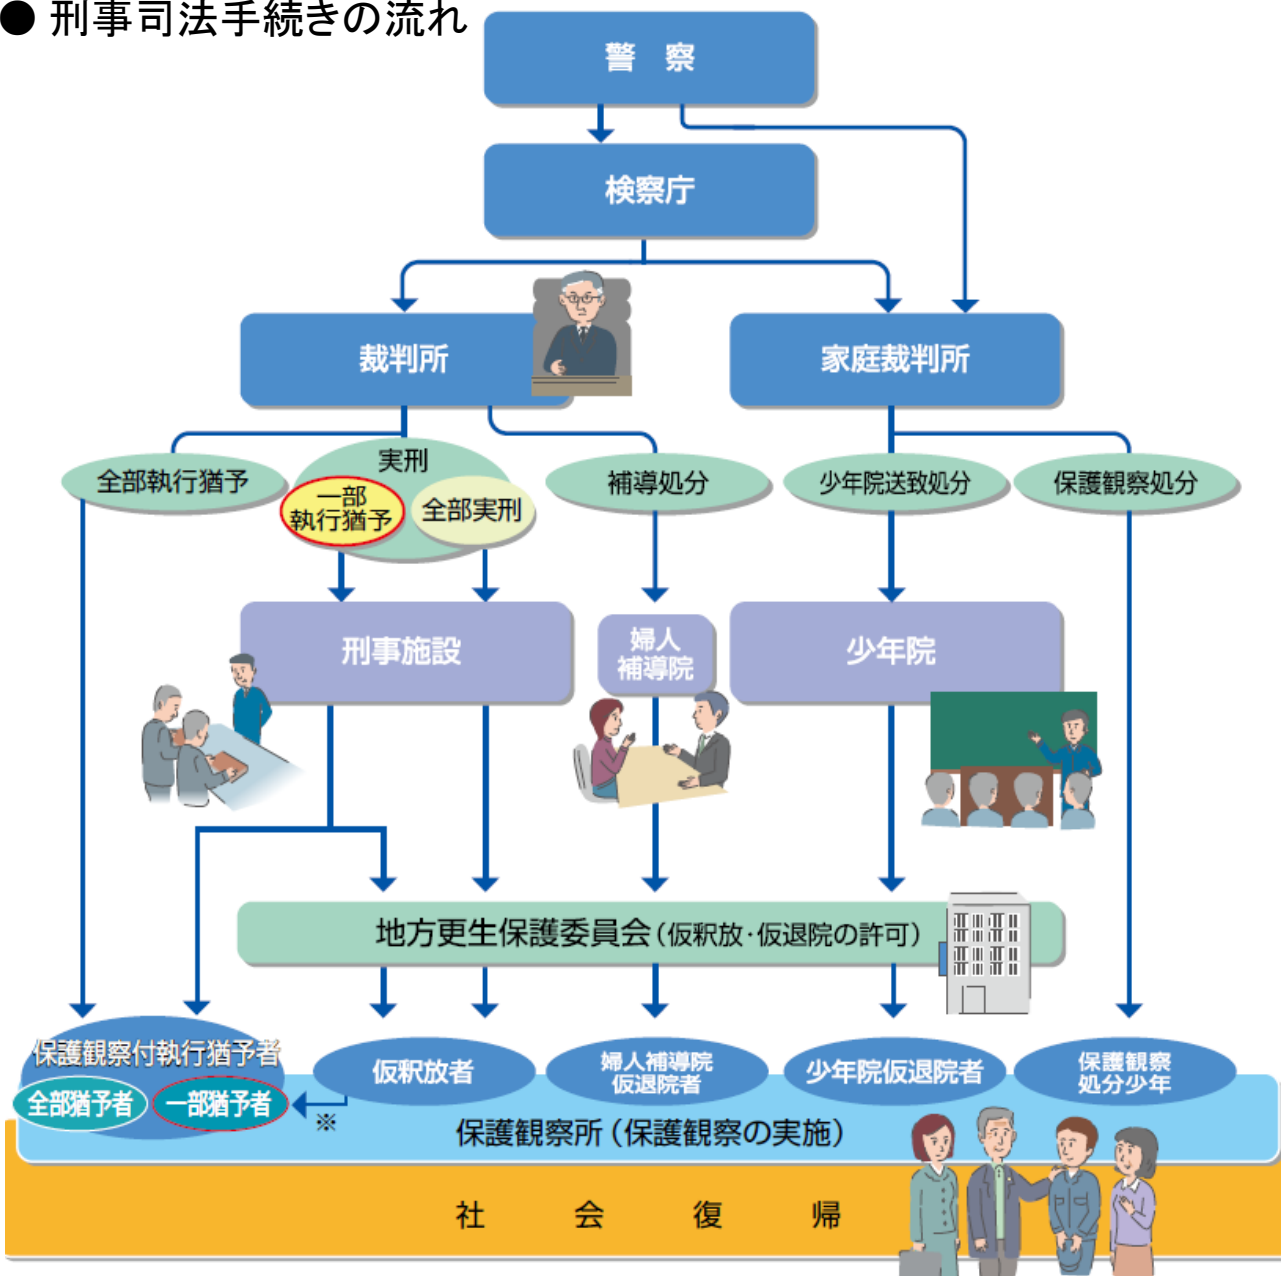 ● 刑事司法手続きの流れ
警 察
検察庁
裁判所
家庭裁判所
全部執行猶予
実刑
一部
執行猶予
全部実刑
補導処分
少年院送致処分
保護観察処分
刑事施設
婦人
補導院
少年院
地方更生保護委員会(仮釈放・仮退院の許可)
保護観察付執行猶予者
全部猶予者
一部猶予者
※
仮釈放者
婦人補導院
仮退院者
少年院仮退院者
保護観察
処分少年
保護観察所(保護観察の実施)
社 会 復 帰